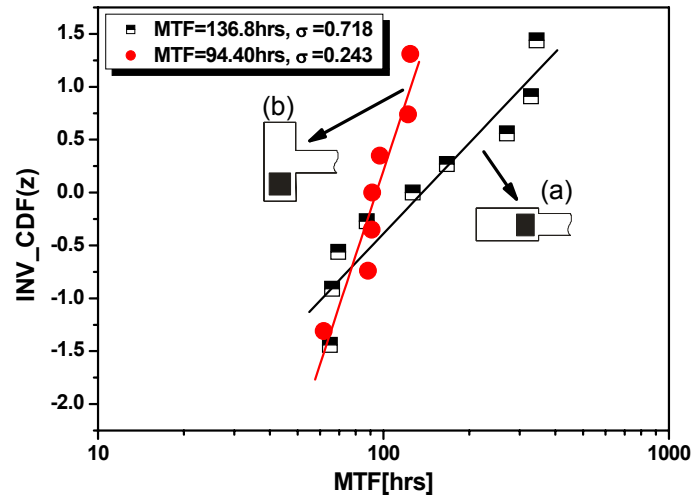 MTF=136.8hrs, σ=0.718
MTF=94.40hrs, σ=0.243
(b)
(a)
INV_CDF(z)
1.5
1.0
0.5
0.0
-0.5
-1.0
-1.5
-2.0
10
100
1000
MTF[hrs]